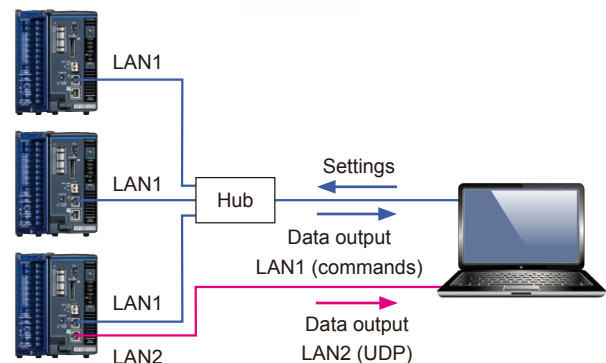 LAN1
LAN1
LAN1
LAN2
Hub
Settings
Data output
LAN1 (commands)
Data output
LAN2 (UDP)